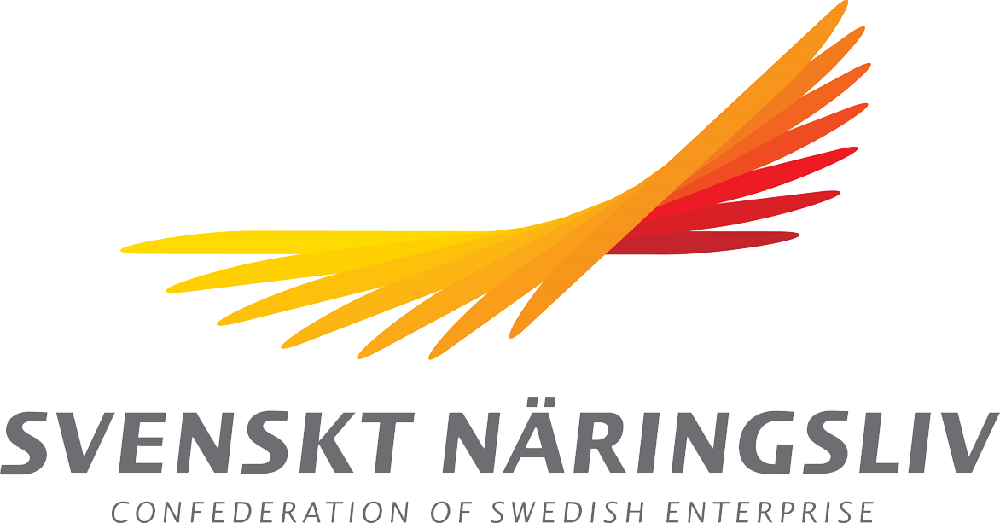 SVENSKT NÄRINGSLIV
CONFEDERATION OF SWEDISH ENTERPRISE